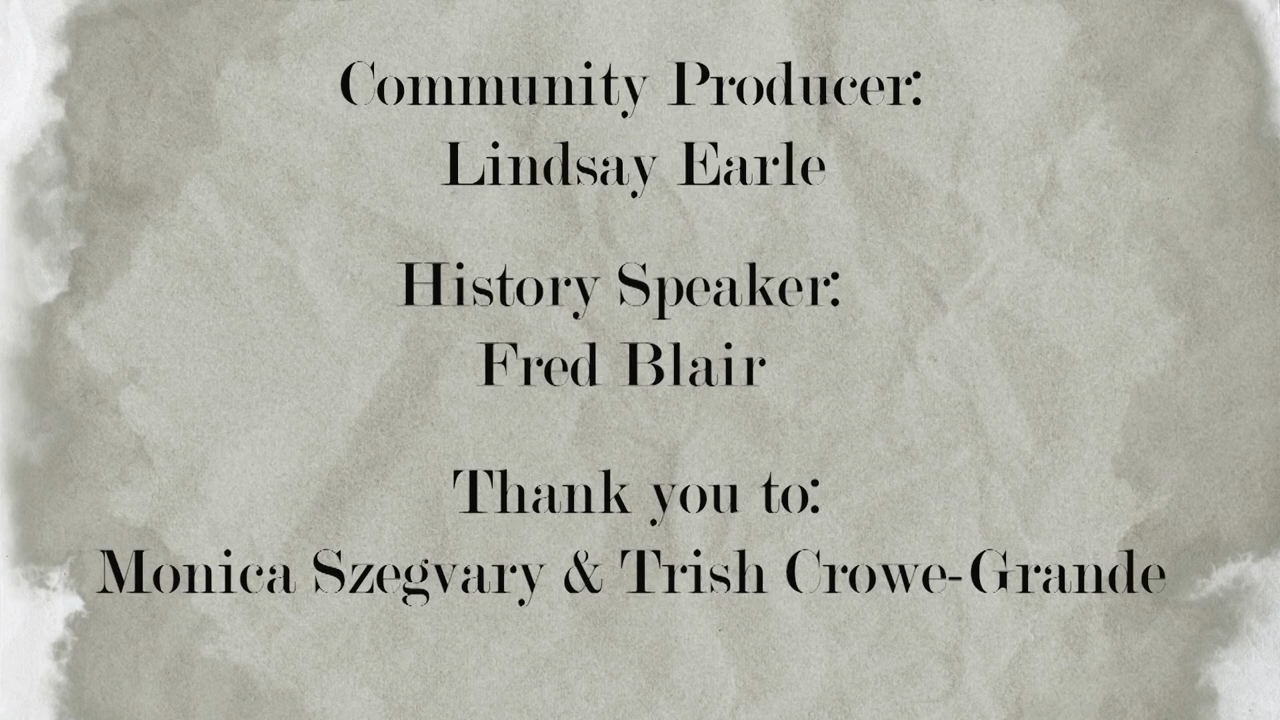 Community Producer:
Lindsay Earle
History Speaker:
Fred Blair
Thank you to:
Monica Szegvary & Trish Crowe-Grande